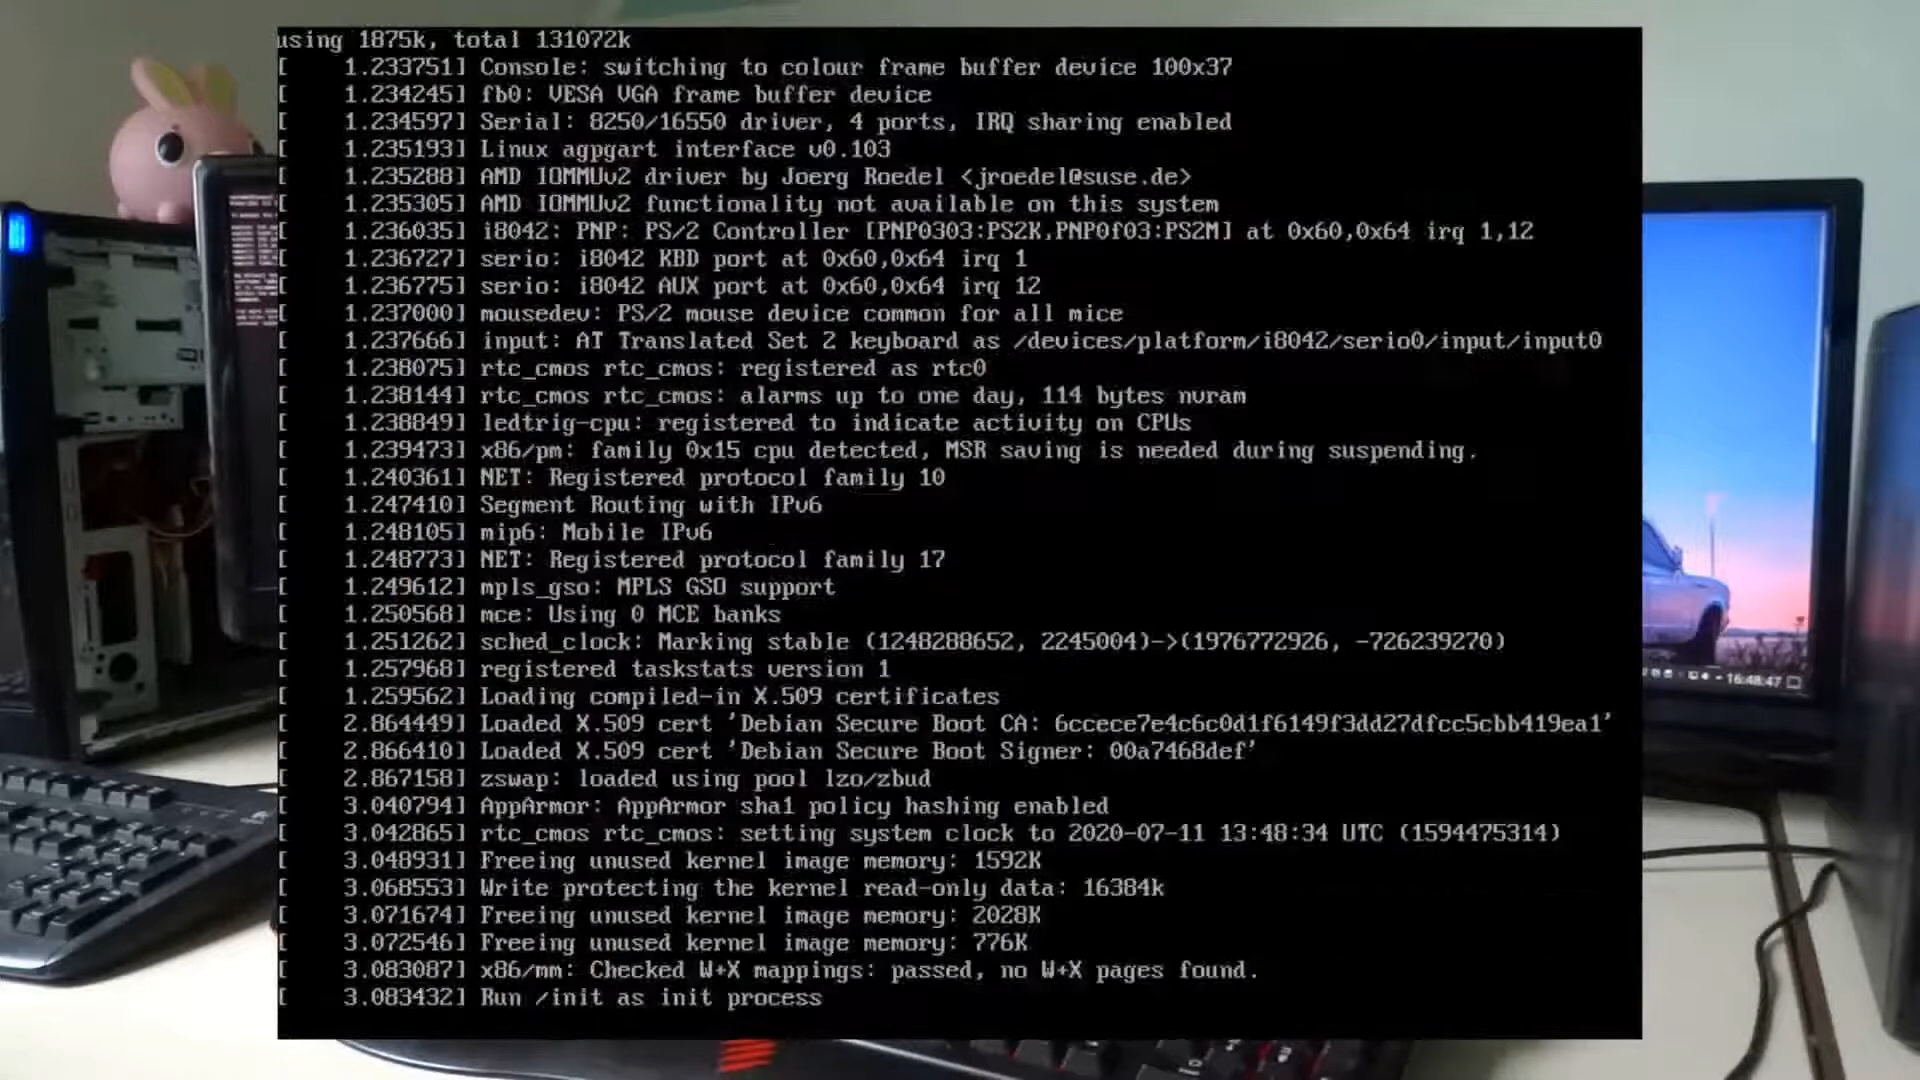 using 1875k, total 131072k
[    1.233751] Console: switching to colour frame buffer device 100x37
[    1.234245] fb0: VESA VGA frame buffer device
[    1.234597] Serial: 8250/16550 driver, 4 ports, IRQ sharing enabled
[    1.235193] Linux agpgart interface v0.103
[    1.235288] AMD IOMMUv2 driver by Joerg Roedel <jroedel@suse.de>
[    1.235305] AMD IOMMUv2 functionality not available on this system
[    1.236035] i8042: PNP: PS/2 Controller [PNP0303:PS2K,PNP0f03:PS2M] at 0x60,0x64 irq 1,12
[    1.236727] serio: i8042 KBD port at 0x60,0x64 irq 1
[    1.236775] serio: i8042 AUX port at 0x60,0x64 irq 12
[    1.237000] mousedev: PS/2 mouse device common for all mice
[    1.237666] input: AT Translated Set 2 keyboard as /devices/platform/i8042/serio0/input/input0
[    1.238075] rtc_cmos rtc_cmos: registered as rtc0
[    1.238144] rtc_cmos rtc_cmos: alarms up to one day, 114 bytes nvram
[    1.238849] ledtrig-cpu: registered to indicate activity on CPUs
[    1.239473] x86/pm: family 0x15 cpu detected, MSR saving is needed during suspending.
[    1.240361] NET: Registered protocol family 10
[    1.247410] Segment Routing with IPv6
[    1.248105] mip6: Mobile IPv6
[    1.248773] NET: Registered protocol family 17
[    1.249612] mpls_gso: MPLS GSO support
[    1.250568] mce: Using 0 MCE banks
[    1.251262] sched_clock: Marking stable (1248288652, 2245004)->(1976772926, -726239270)
[    1.257968] registered taskstats version 1
[    1.259562] Loading compiled-in X.509 certificates
[    2.864449] Loaded X.509 cert 'Debian Secure Boot CA: 6ccece7e4c6c0d1f6149f3dd27dfcc5cbb419ea1'
[    2.866410] Loaded X.509 cert 'Debian Secure Boot Signer: 00a7468def'
[    2.867158] zswap: loaded using pool lzo/zbud
[    3.040794] AppArmor: AppArmor sha1 policy hashing enabled
[    3.042865] rtc_cmos rtc_cmos: setting system clock to 2020-07-11 13:48:34 UTC (1594475314)
[    3.048931] Freeing unused kernel image memory: 1592K
[    3.068553] Write protecting the kernel read-only data: 16384k
[    3.071674] Freeing unused kernel image memory: 2028K
[    3.072546] Freeing unused kernel image memory: 776K
[    3.083087] x86/mm: Checked W+X mappings: passed, no W+X pages found.
[    3.083432] Run /init as init process
16:48:47